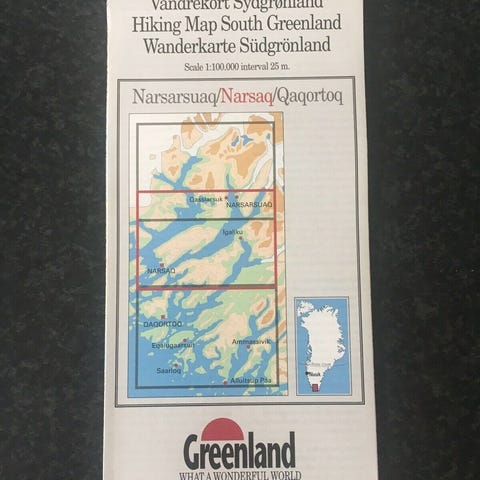 Vandrekort Sydgrønland
Hiking Map South Greenland
Wanderkarte Südgrönland
Scale 1:100.000 interval 25 m.
Narsarsuaq/Narsaq/Qaqortoq
Qassiarsuk
NARSARSUAQ
Igaliku
NARSAQ
QAQORTOQ
Eqalugaarsuit
Ammassivik
Saarloq
Alluitsup Paa
Nuuk
Greenland
WHAT A WONDERFUL WORLD